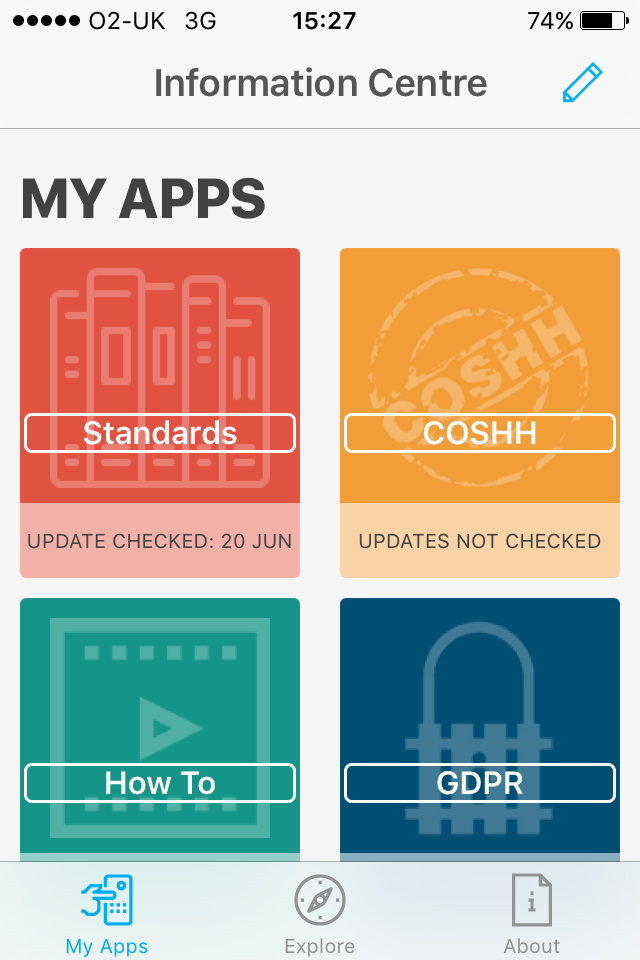 O2-UK 3G 15:27 74%
Information Centre
MY APPS
COSHH
Standards COSHH
UPDATE CHECKED: 20 JUN UPDATES NOT CHECKED
How To GDPR
i
My Apps Explore About